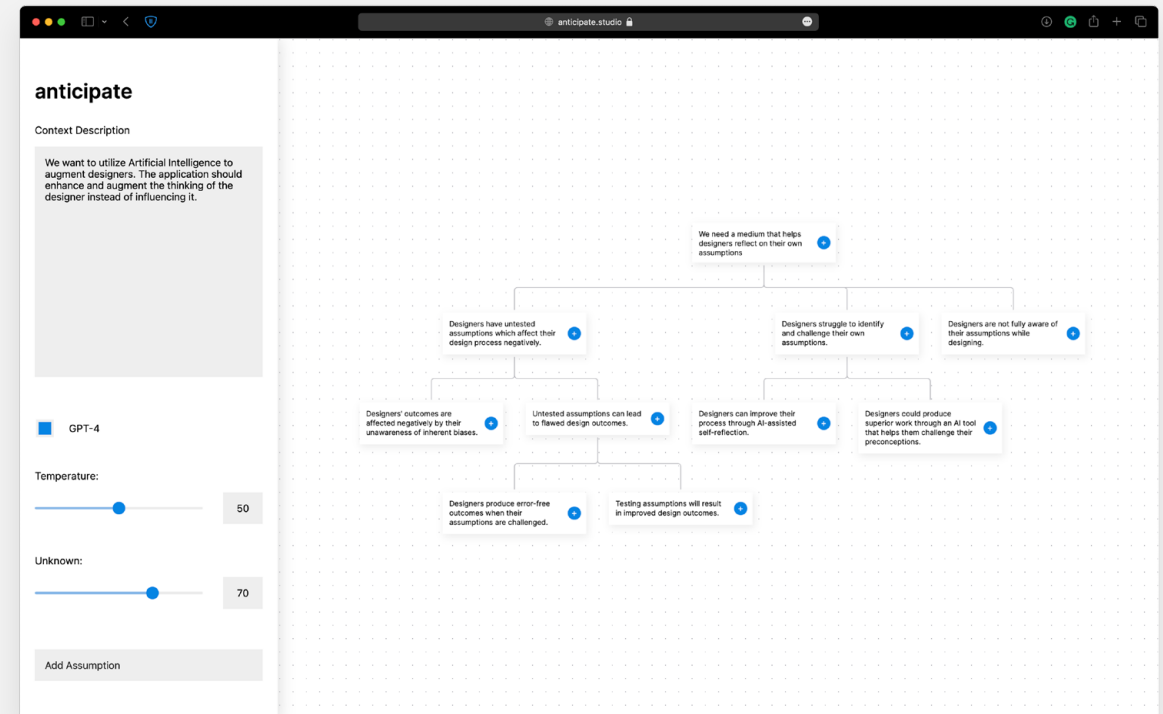 anticipate.studio
anticipate
Context Description
We want to utilize Artificial Intelligence to
augment designers. The application should
enhance and augment the thinking of the
designer instead of influencing it.
GPT-4
Temperature:
50
Unknown:
70
Add Assumption
We need a medium that helps
designers reflect on their own
assumptions
Designers have untested
assumptions which affect their
design process negatively.
Designers struggle to identify
and challenge their own
assumptions.
Designers are not fully aware of
their assumptions while
designing.
Designers' outcomes are
affected negatively by their
unawareness of inherent biases.
Untested assumptions can lead
to flawed design outcomes.
Designers can improve their
process through AI-assisted
self-reflection.
Designers could produce
superior work through an AI tool
that helps them challenge their
preconceptions.
Designers produce error-free
outcomes when their
assumptions are challenged.
Testing assumptions will result
in improved design outcomes.